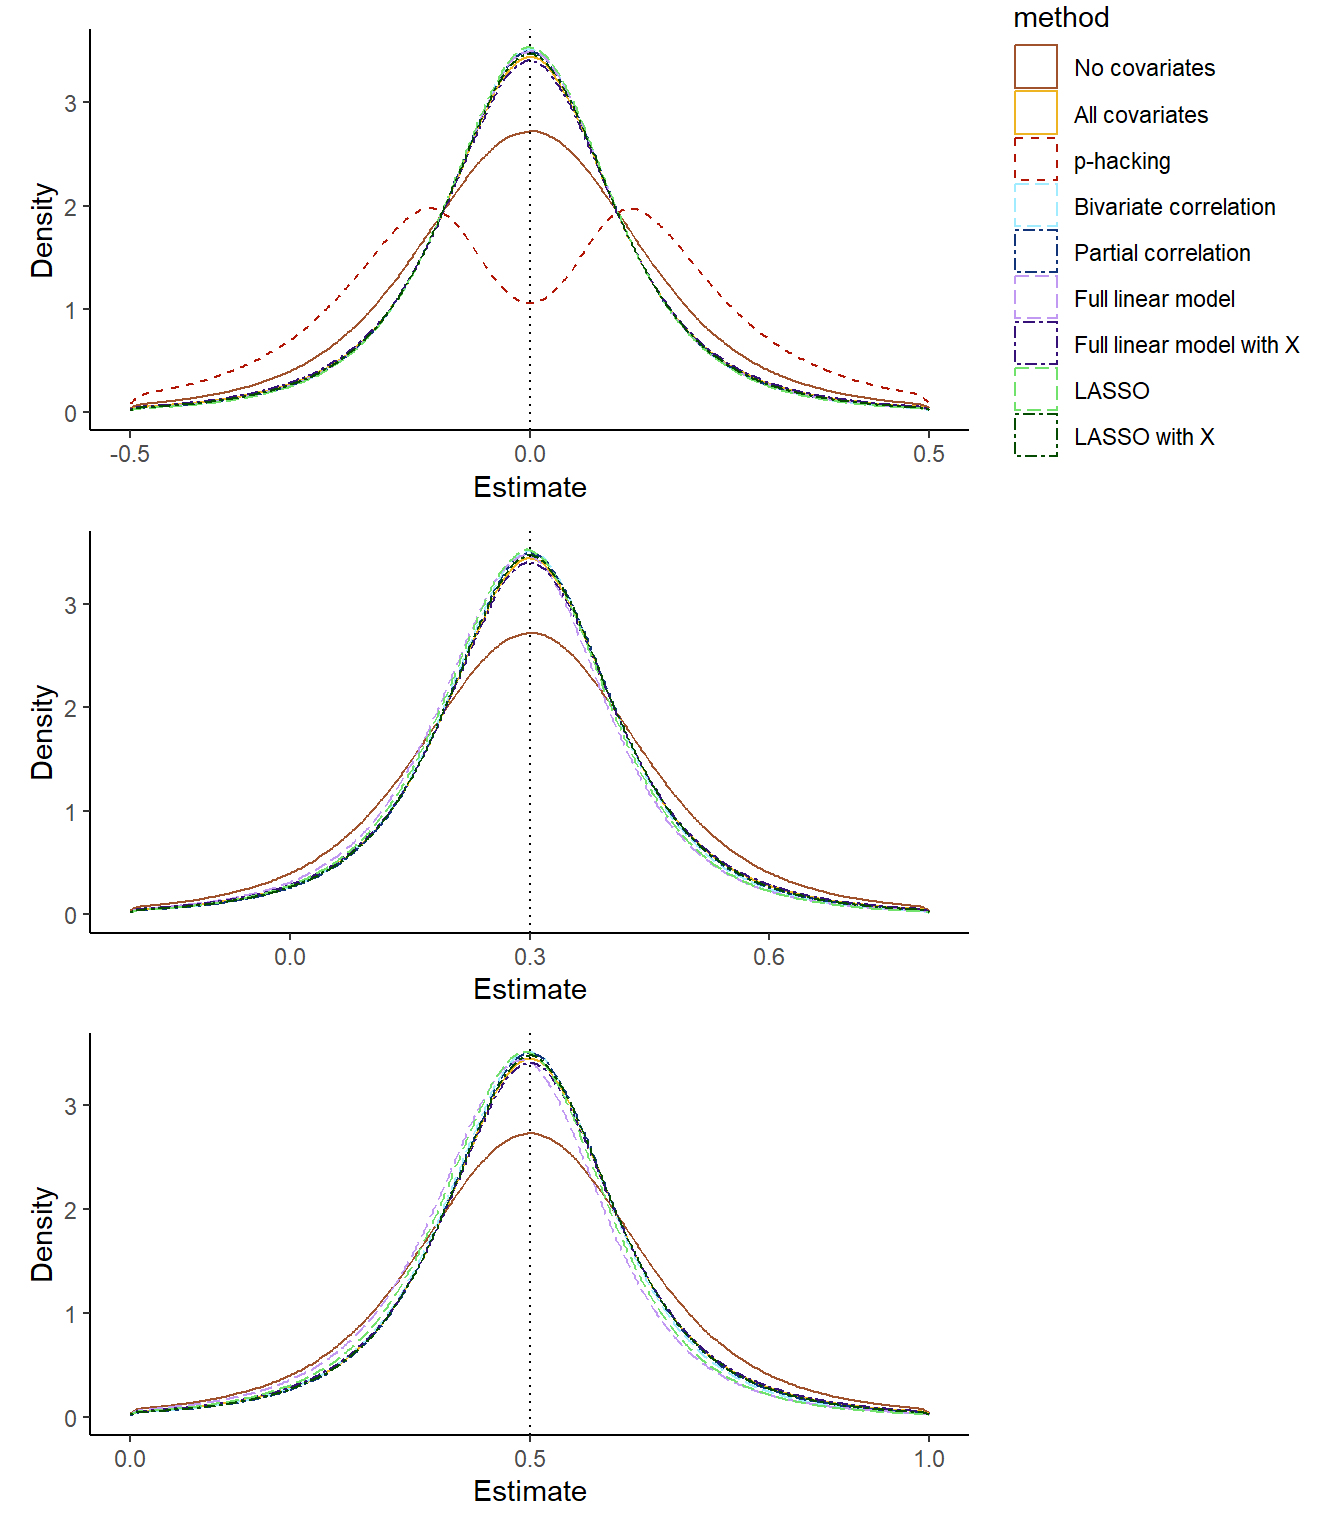 method
No covariates
All covariates
p-hacking
Bivariate correlation
Partial correlation
Full linear model
Full linear model with X
LASSO
LASSO with X
Density
3
2
1
0
-0.5 0.0 0.5
Estimate
Density
3
2
1
0
0.0 0.3 0.6
Estimate
Density
3
2
1
0
0.0 0.5 1.0
Estimate